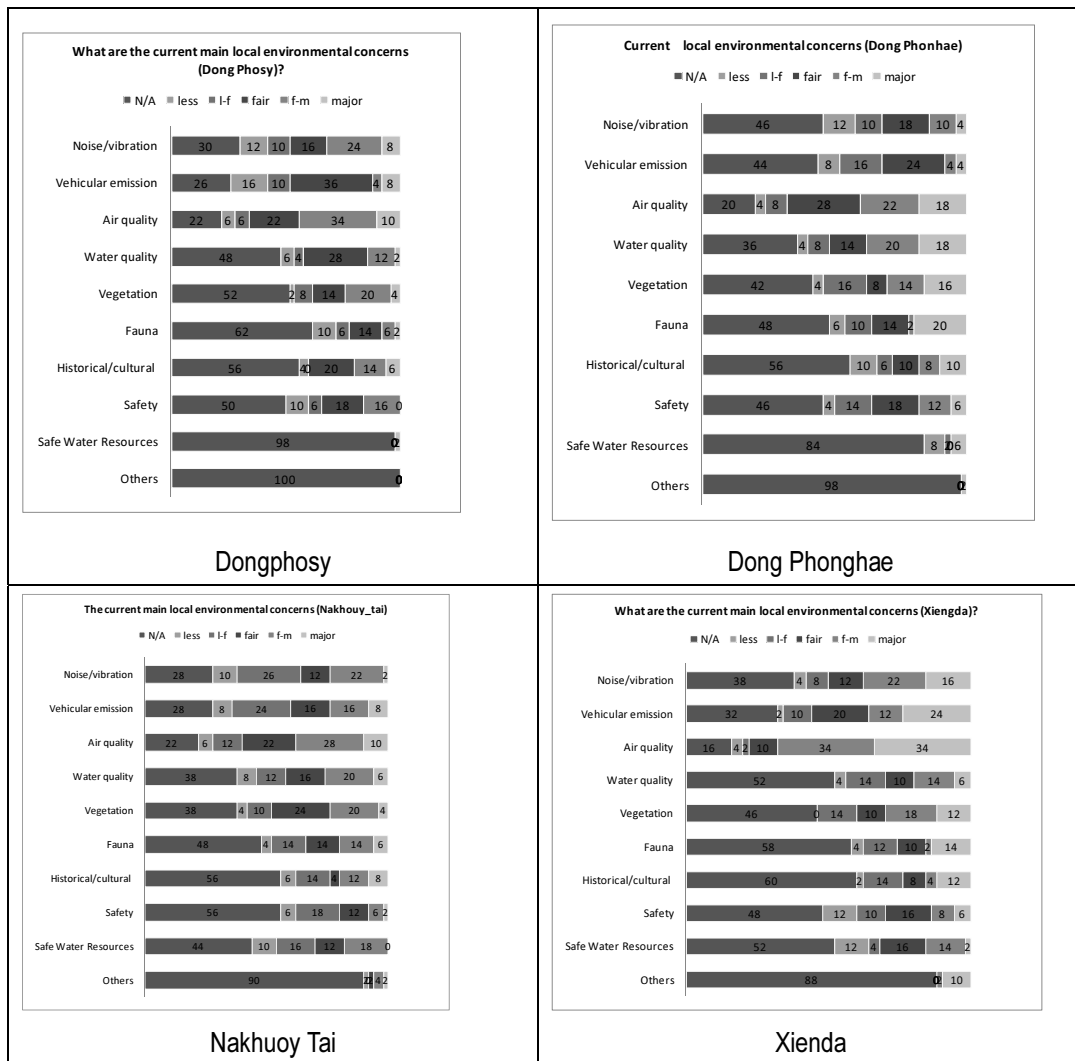 What are the current main local environmental concerns
(Dong Phosy)?
N/A less l-f fair f-m major
Noise/vibration 30 12 10 16 24 8
Vehicular emission 26 16 10 36 4 8
Air quality 22 6 6 22 34 10
Water quality 48 6 4 28 12 2
Vegetation 52 2 8 14 20 4
Fauna 62 10 6 14 6 2
Historical/cultural 56 4 0 20 14 6
Safety 50 10 6 18 16 0
Safe Water Resources 98 0 2
Others 100 0
Dongphosy
Current local environmental concerns (Dong Phonhae)
N/A less l-f fair f-m major
Noise/vibration 46 12 10 18 10 4
Vehicular emission 44 8 16 24 4 4
Air quality 20 4 8 28 22 18
Water quality 36 4 8 14 20 18
Vegetation 42 4 16 8 14 16
Fauna 48 6 10 14 2 20
Historical/cultural 56 10 6 10 8 10
Safety 46 4 14 18 12 6
Safe Water Resources 84 8 2 0 6
Others 98 0 2
Dong Phonghae
The current main local environmental concerns (Nakhouy_tai)
N/A less l-f fair f-m major
Noise/vibration 28 10 26 12 22 2
Vehicular emission 28 8 24 16 16 8
Air quality 22 6 12 22 28 10
Water quality 38 8 12 16 20 6
Vegetation 38 4 10 24 20 4
Fauna 48 4 14 14 14 6
Historical/cultural 56 6 14 4 12 8
Safety 56 6 18 12 6 2
Safe Water Resources 44 10 16 12 18 0
Others 90 2 0 2 4 2
Nakhuoy Tai
What are the current main local environmental concerns (Xiengda)?
N/A less l-f fair f-m major
Noise/vibration 38 4 8 12 22 16
Vehicular emission 32 2 10 20 12 24
Air quality 16 4 2 10 34 34
Water quality 52 4 14 10 14 6
Vegetation 46 0 14 10 18 12
Fauna 58 4 12 10 2 14
Historical/cultural 60 2 14 8 4 12
Safety 48 12 10 16 8 6
Safe Water Resources 52 12 4 16 14 2
Others 88 0 2 10
Xienda